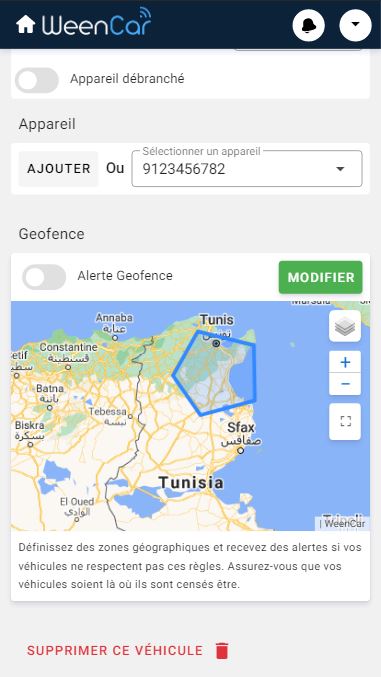 WeenCar
Appareil débranché
Appareil
AJOUTER Ou
Sélectionner un appareil
9123456782
Geofence
Alerte Geofence
MODIFIER
Annaba
عنابة
Tunis
تونس
Constantine
قسنطينة
etif
Batna
باتنة
Tebessa
تبسة
Biskra
بسكرة
Sfax
صفاقس
Tunisia
El Oued
الوادي
+
−
| WeenCar
Définissez des zones géographiques et recevez des alertes si vos
véhicules ne respectent pas ces règles. Assurez-vous que vos
véhicules soient là où ils sont censés être.
SUPPRIMER CE VÉHICULE